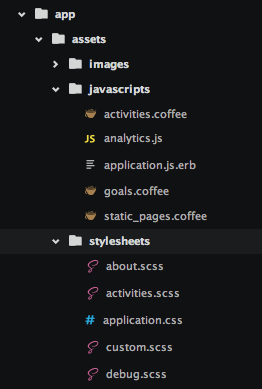 app
assets
images
javascripts
activities.coffee
JS analytics.js
application.js.erb
goals.coffee
static_pages.coffee
stylesheets
about.scss
activities.scss
# application.css
custom.scss
debug.scss